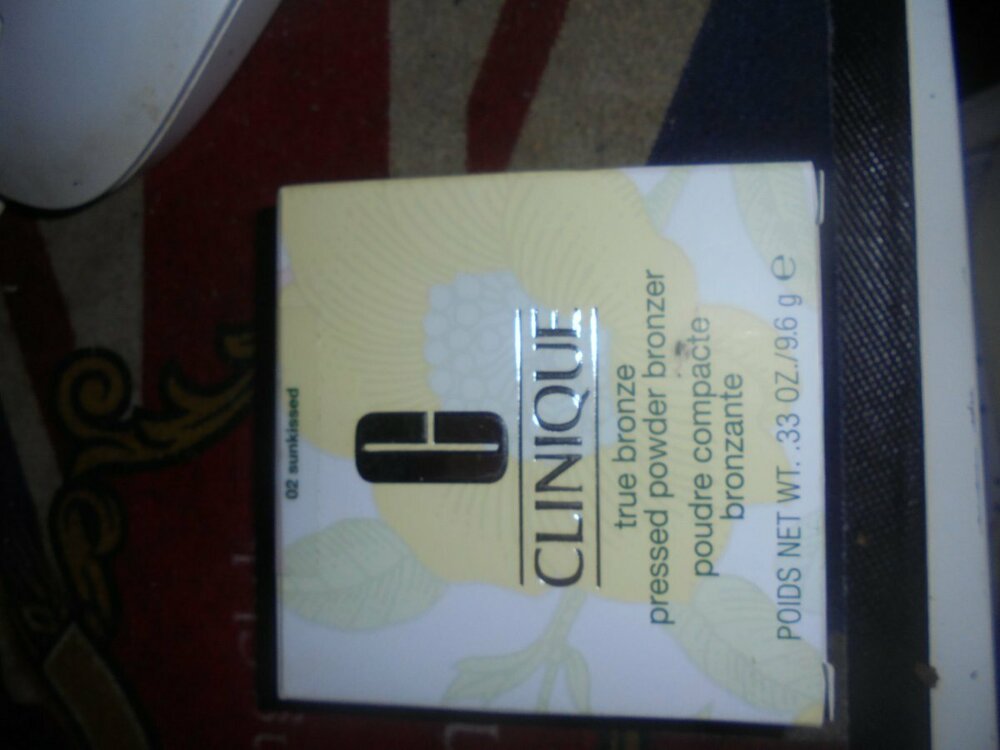 02 sunkissed
CLINIQUE
true bronze
pressed powder bronzer
poudre compacte
bronzante
POIDS NET WT. .33 OZ./9.6 g ℮